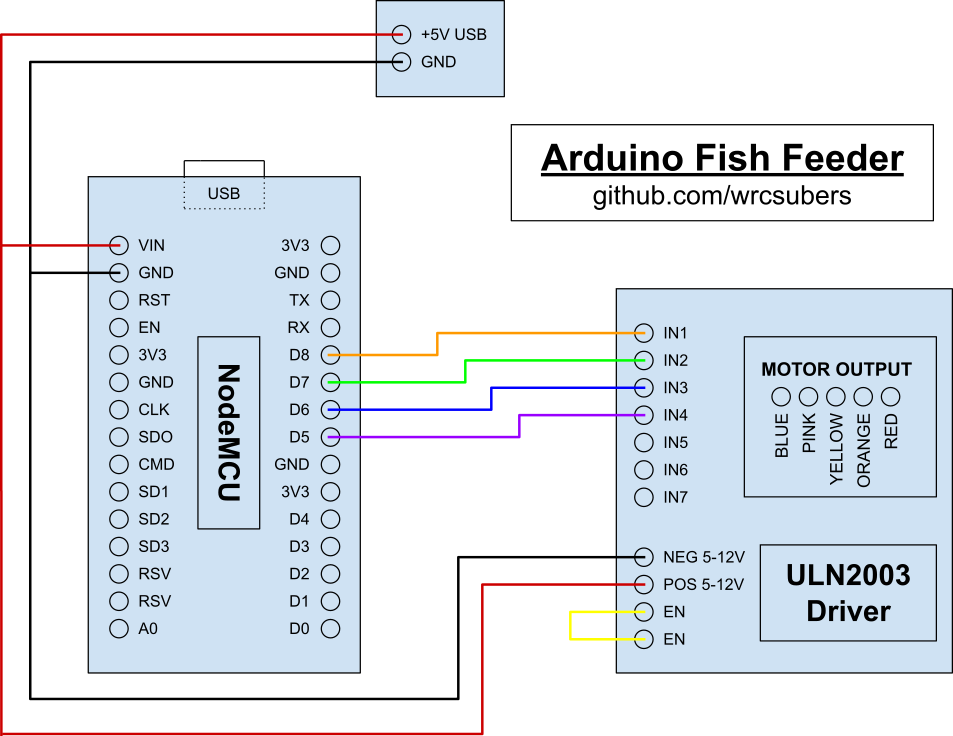 +5V USB
GND
Arduino Fish Feeder
github.com/wrcsubers
USB
VIN
GND
RST
EN
3V3
GND
CLK
SDO
CMD
SD1
SD2
SD3
RSV
RSV
A0
NodeMCU
3V3
GND
TX
RX
D8
D7
D6
D5
GND
3V3
D4
D3
D2
D1
D0
IN1
IN2
IN3
IN4
IN5
IN6
IN7
MOTOR OUTPUT
BLUE
PINK
YELLOW
ORANGE
RED
NEG 5-12V
POS 5-12V
EN
EN
ULN2003
Driver